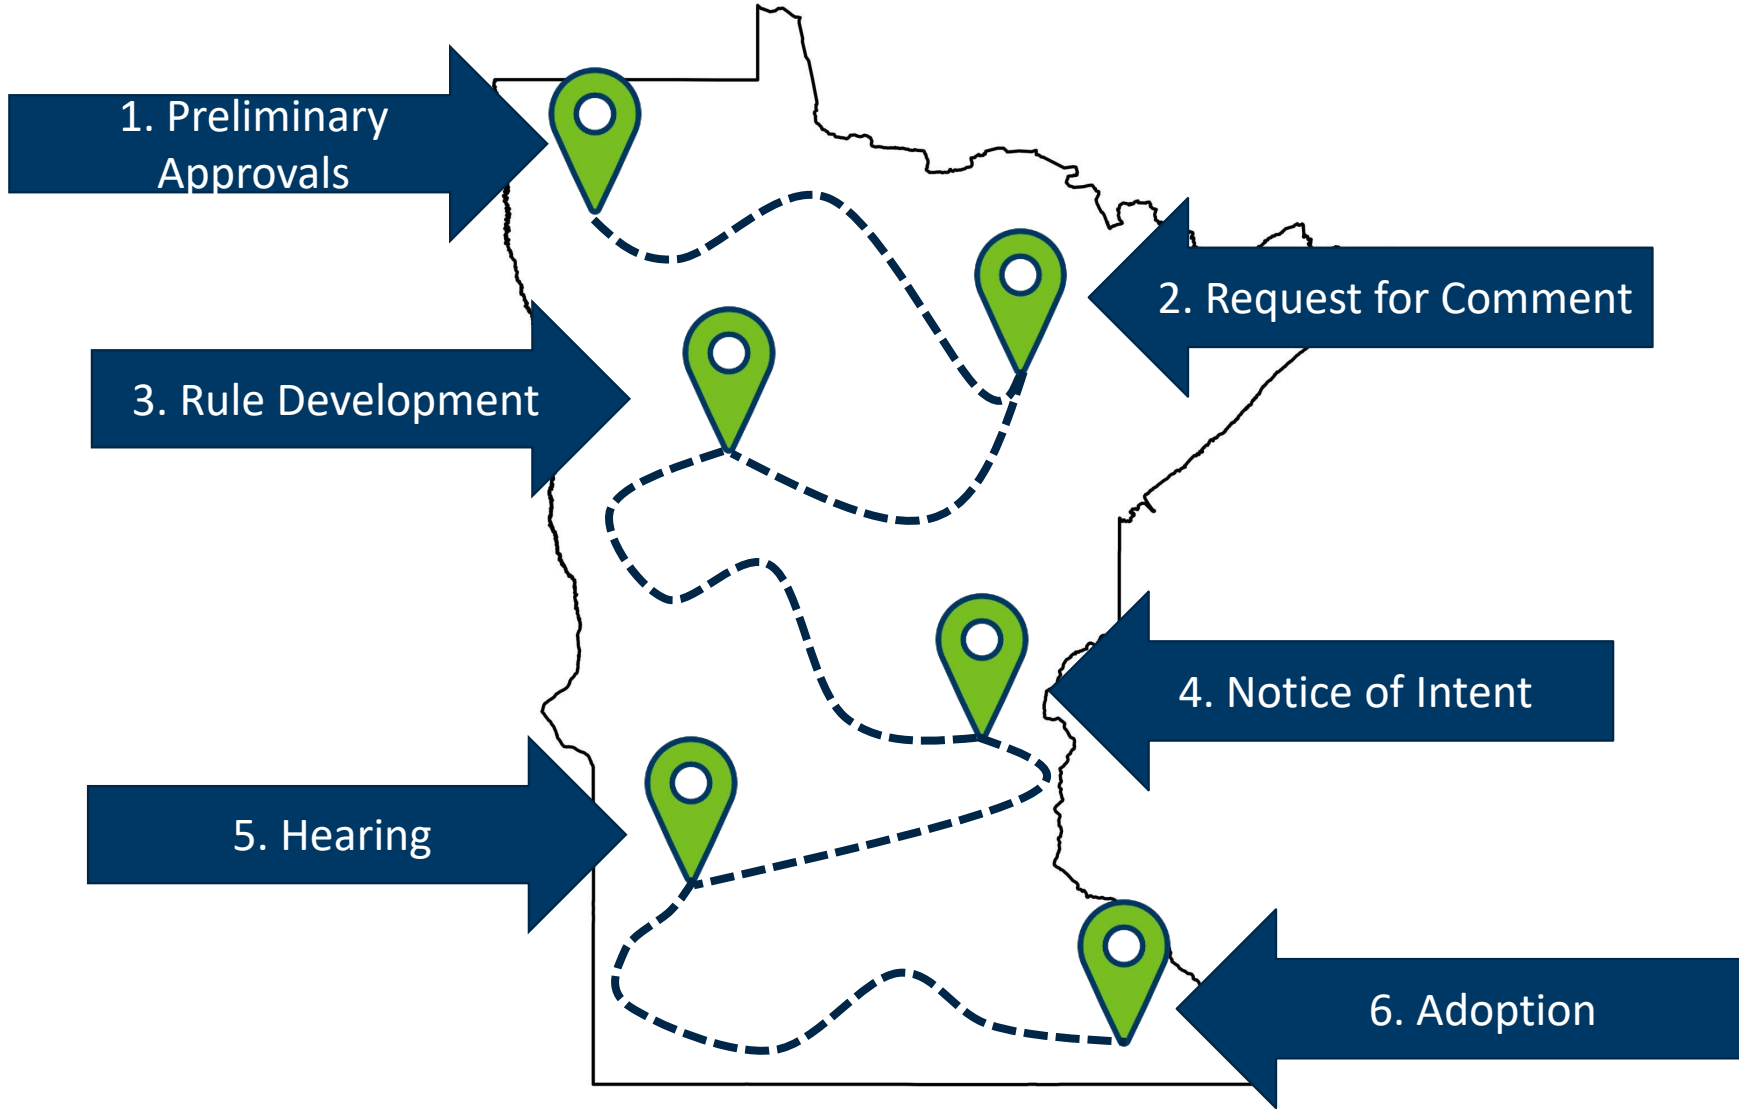 1. Preliminary
Approvals
2. Request for Comment
3. Rule Development
4. Notice of Intent
5. Hearing
6. Adoption